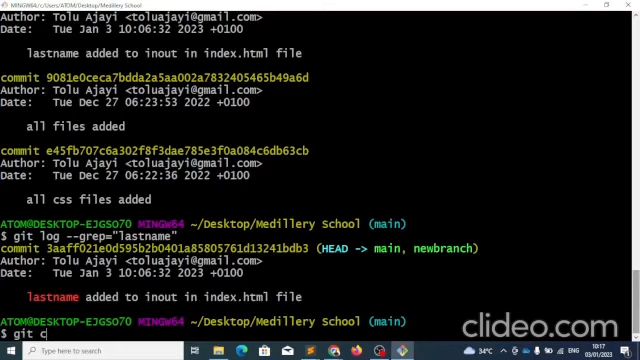 MINGW64:/c/Users/ATOM/Desktop/Medillery School
Author: Tolu Ajayi <toluajayi@gmail.com>
Date:   Tue Jan 3 10:06:32 2023 +0100
lastname added to inout in index.html file
commit 9081e0ceca7bdda2a5aa002a7832405465b49a6d
Author: Tolu Ajayi <toluajayi@gmail.com>
Date:   Tue Dec 27 06:23:53 2022 +0100
all files added
commit e45fb707c6a302f8f3dae785e3f0a084c6db63cb
Author: Tolu Ajayi <toluajayi@gmail.com>
Date:   Tue Dec 27 06:22:36 2022 +0100
all css files added
ATOM@DESKTOP-EJGSO70 MINGW64 ~/Desktop/Medillery School (main)
$ git log --grep="lastname"
commit 3aaff021e0d595b2b0401a85805761d13241bdb3 (HEAD -> main, newbranch)
Author: Tolu Ajayi <toluajayi@gmail.com>
Date:   Tue Jan 3 10:06:32 2023 +0100
lastname added to inout in index.html file
ATOM@DESKTOP-EJGSO70 MINGW64 ~/Desktop/Medillery School (main)
$ git c
clideo.com
Type here to search
34°C
ENG
10:17
03/01/2023